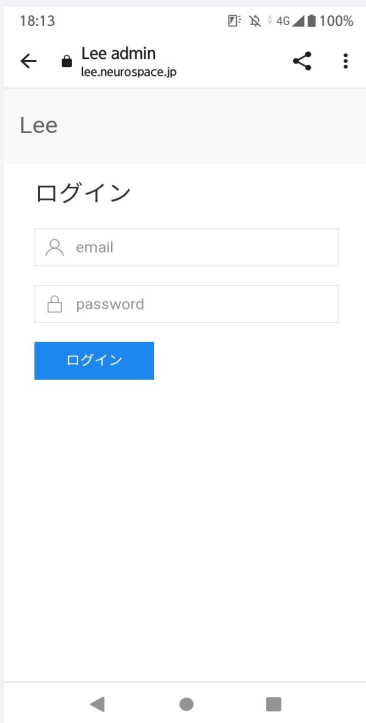 18:13
4G 100%
Lee admin
lee.neurospace.jp
Lee
ログイン
email
password
ログイン